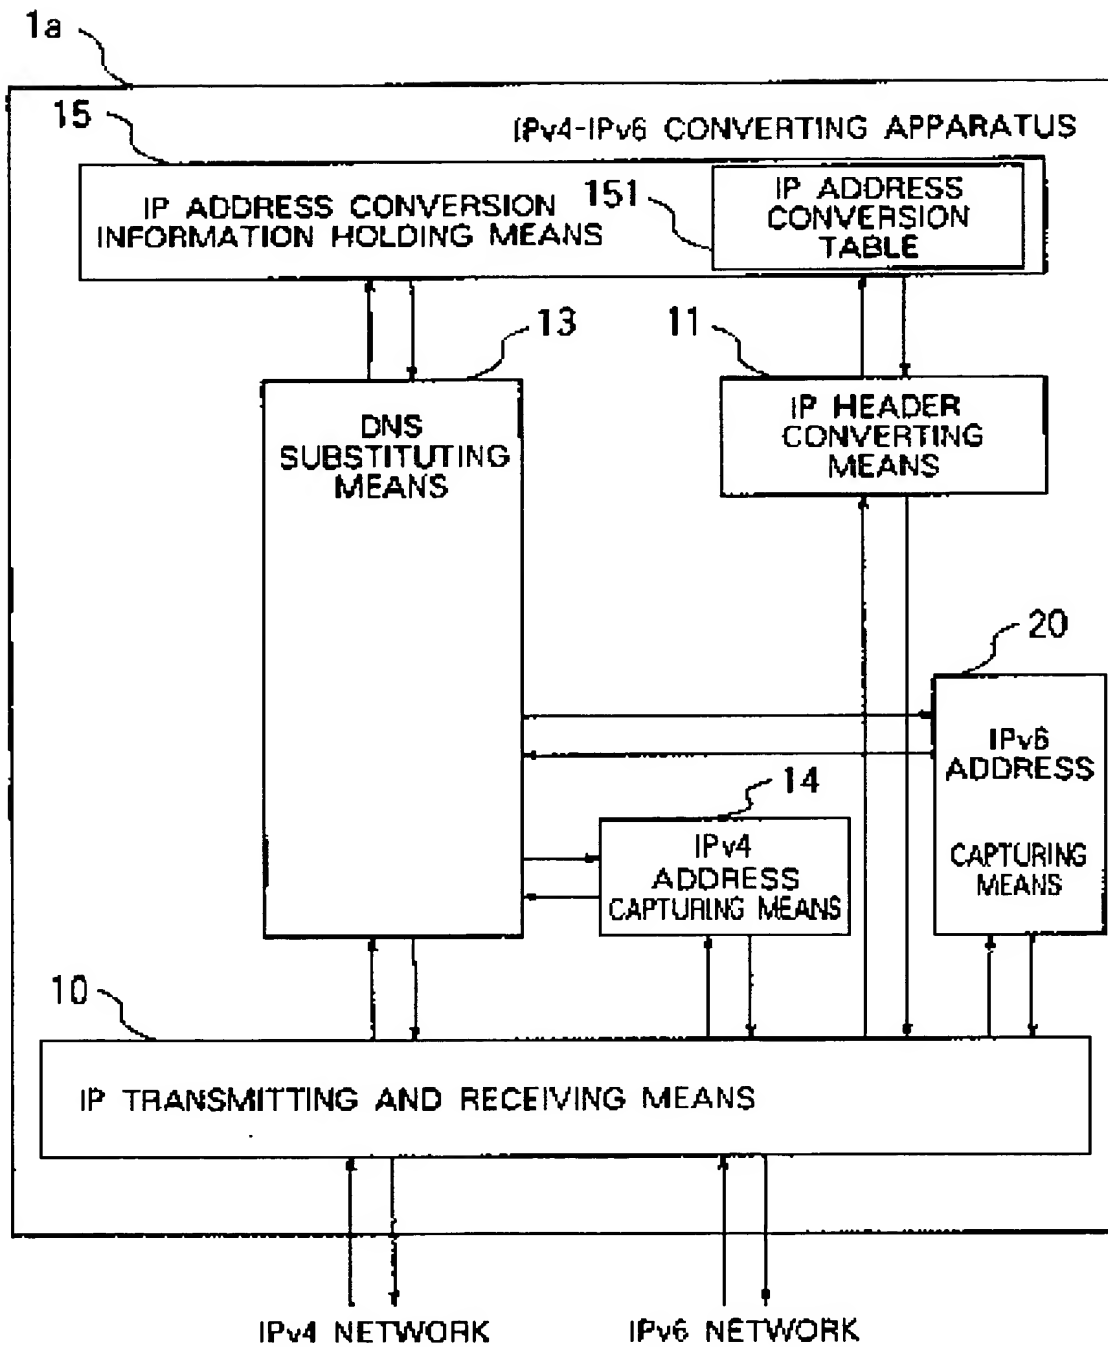 1a
15
IPv4-IPv6 CONVERTING APPARATUS
IP ADDRESS CONVERSION
INFORMATION HOLDING MEANS
151
IP ADDRESS
CONVERSION
TABLE
13
11
DNS
SUBSTITUTING
MEANS
IP HEADER
CONVERTING
MEANS
20
IPv6
ADDRESS
CAPTURING
MEANS
14
IPv4
ADDRESS
CAPTURING MEANS
10
IP TRANSMITTING AND RECEIVING MEANS
IPv4 NETWORK
IPv6 NETWORK